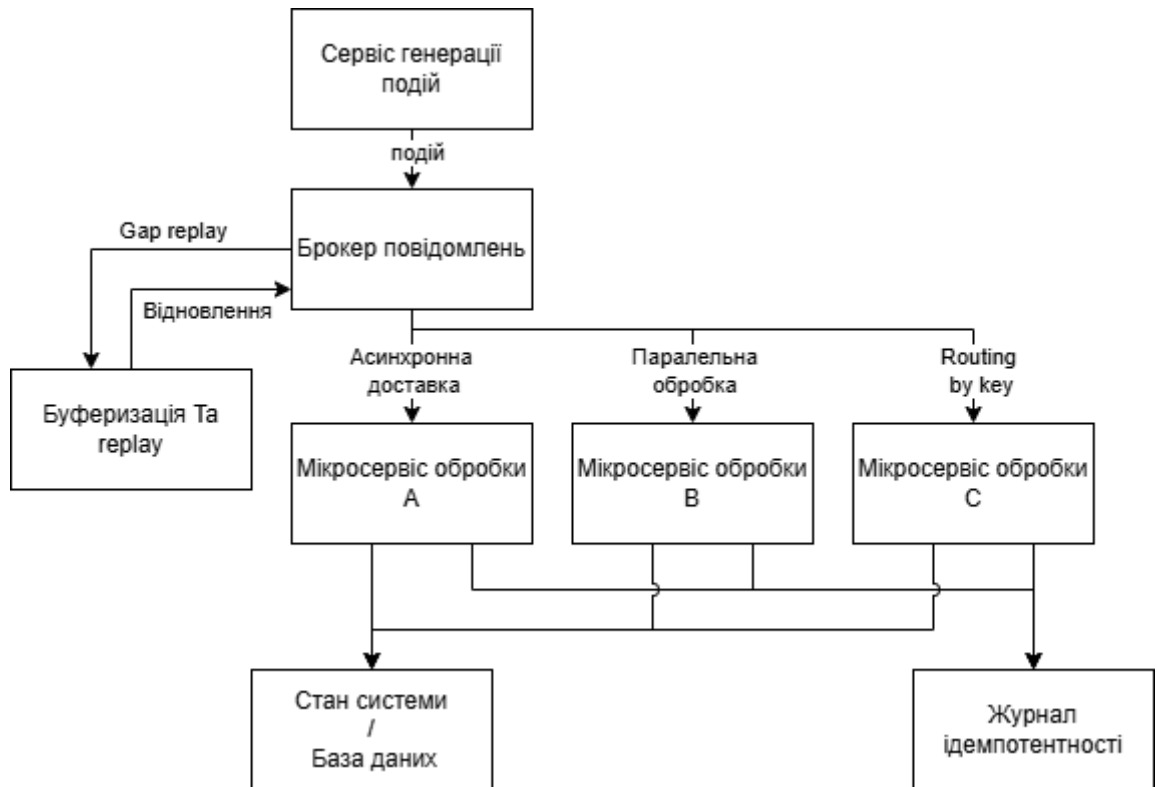 Сервіс генерації
подій
подій
Gap replay
Брокер повідомлень
Відновлення
Асинхронна
доставка
Паралельна
обробка
Routing
by key
Буферизація Та
replay
Мікросервіс обробки
A
Мікросервіс обробки
B
Мікросервіс обробки
C
Стан системи
/
База даних
Журнал
ідемпотентності